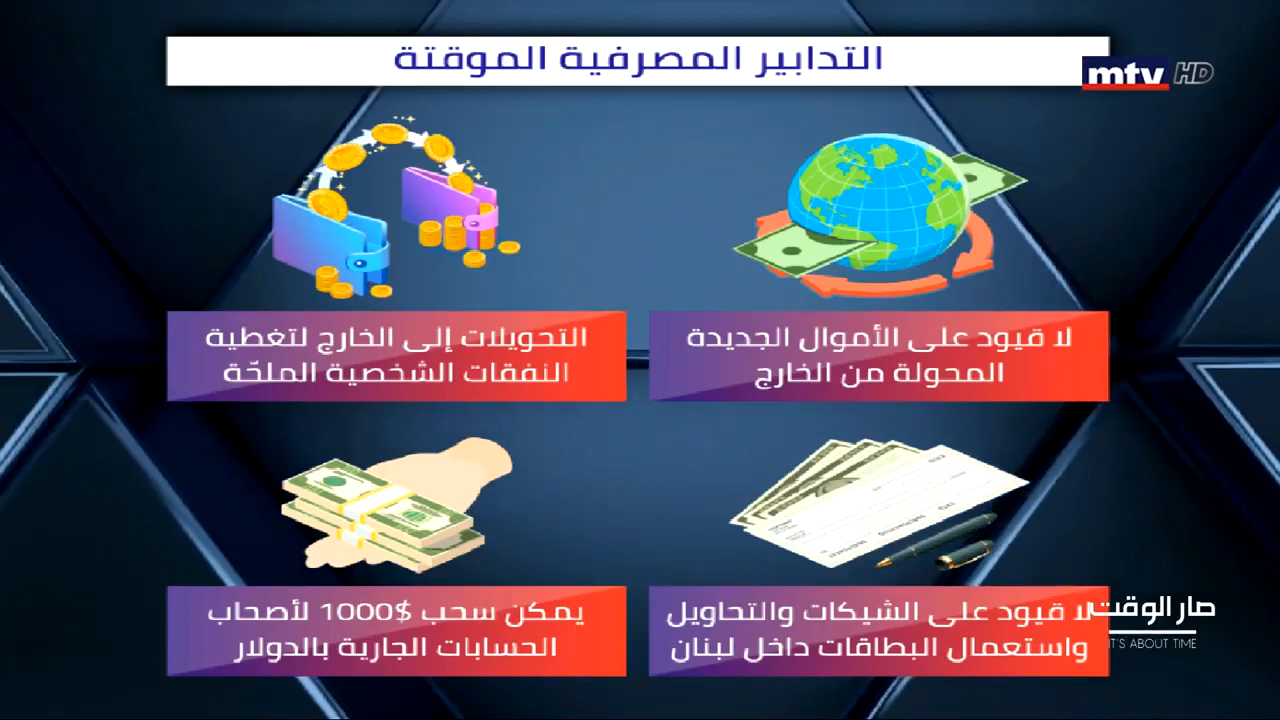 التدابير المصرفية الموقتة
mtv HD
لا قيود على الأموال الجديدة
المحولة من الخارج
التحويلات إلى الخارج لتغطية
النفقات الشخصية الملحّة
لا قيود على الشيكات والتحاويل
واستعمال البطاقات داخل لبنان
يمكن سحب $1000 لأصحاب
الحسابات الجارية بالدولار
صار الوقت
IT'S ABOUT TIME